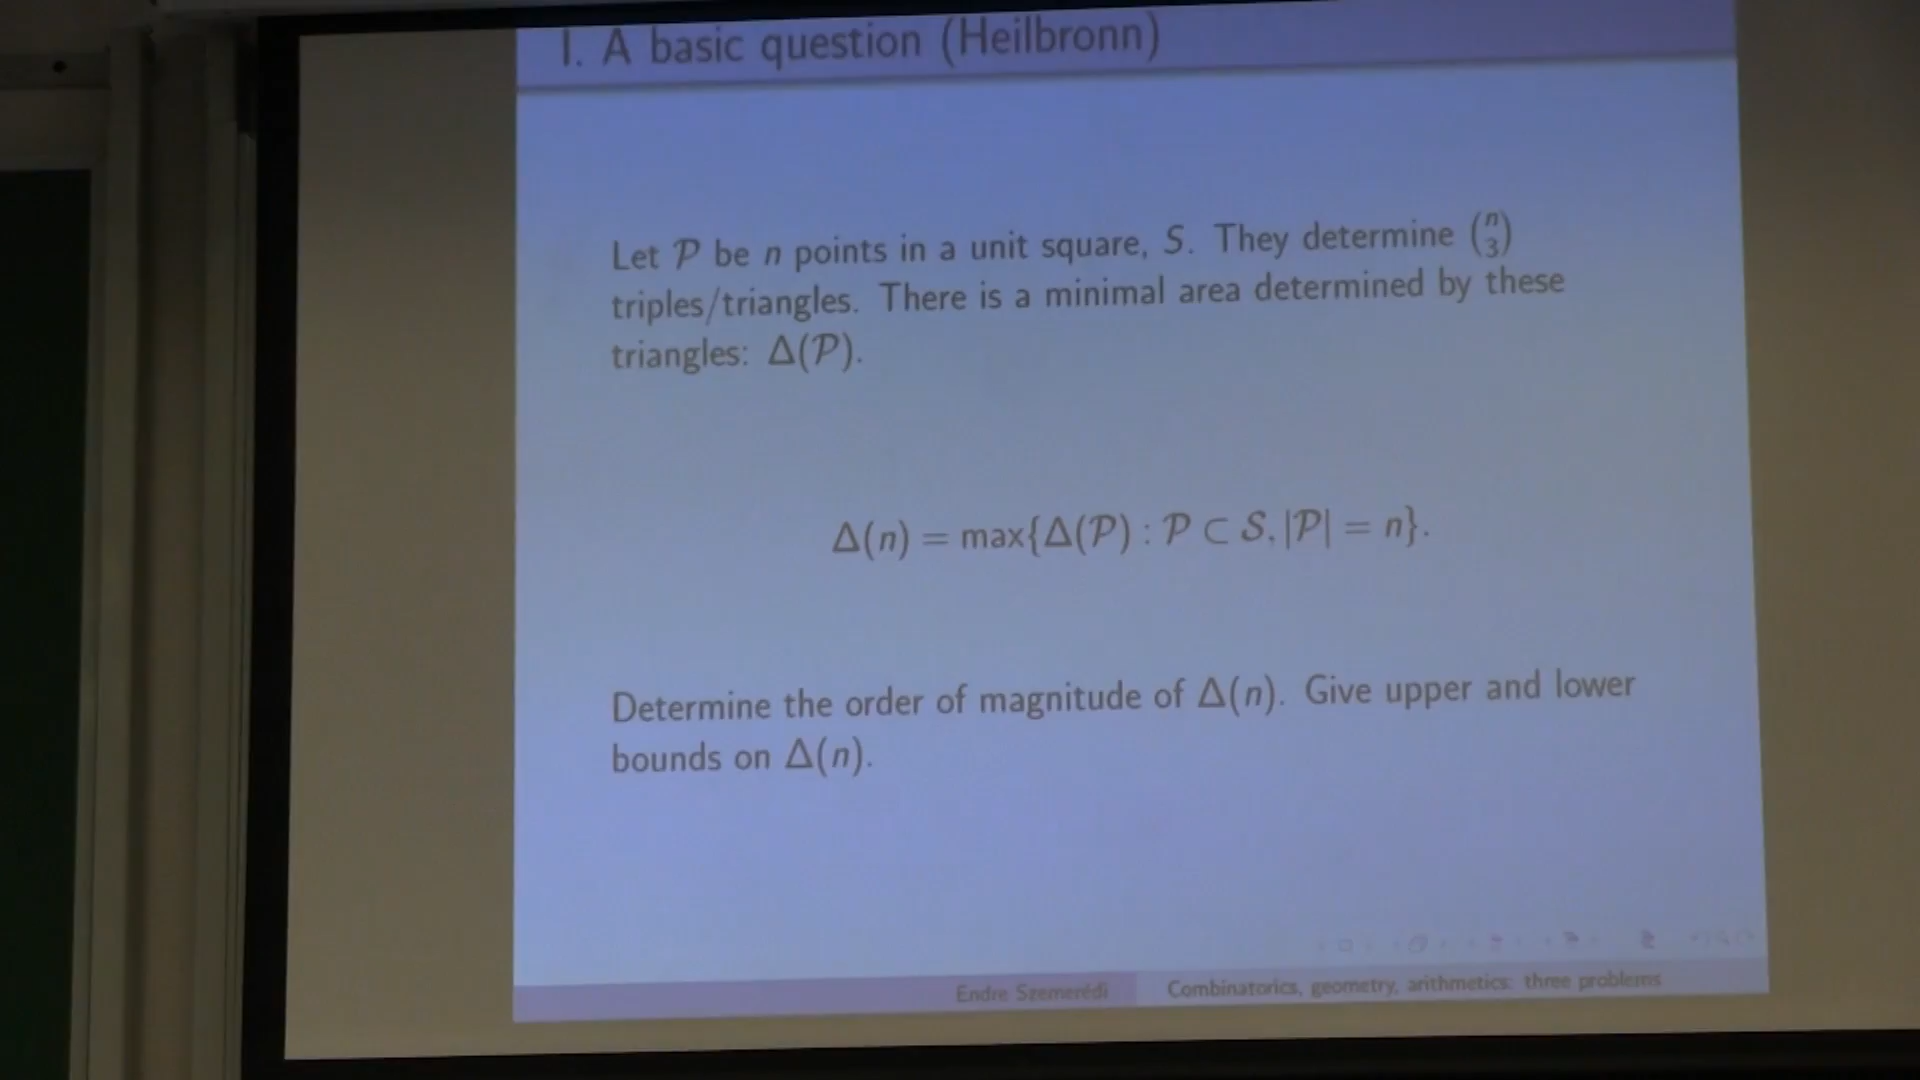 I. A basic question (Heilbronn)
Let 𝒫 be n points in a unit square, S. They determine (n 3)
triples/triangles. There is a minimal area determined by these
triangles: Δ(𝒫).
Δ(n) = max{Δ(𝒫) : 𝒫 ⊂ 𝒮, |𝒫| = n}.
Determine the order of magnitude of Δ(n). Give upper and lower
bounds on Δ(n).
Endre Szemerédi Combinatorics, geometry, arithmetics: three problems